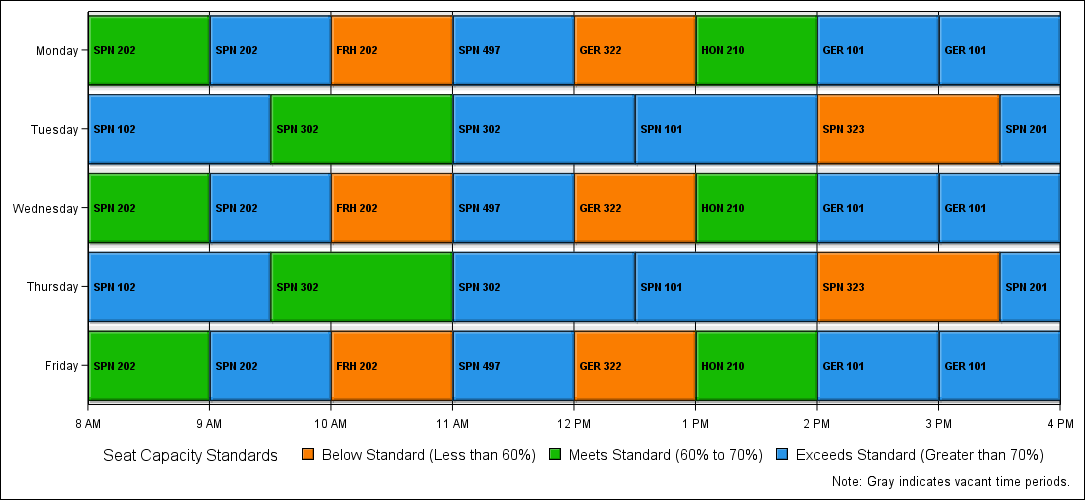 Monday SPN 202 SPN 202 FRH 202 SPN 497 GER 322 HON 210 GER 101 GER 101
Tuesday SPN 102 SPN 302 SPN 302 SPN 101 SPN 323 SPN 201
Wednesday SPN 202 SPN 202 FRH 202 SPN 497 GER 322 HON 210 GER 101 GER 101
Thursday SPN 102 SPN 302 SPN 302 SPN 101 SPN 323 SPN 201
Friday SPN 202 SPN 202 FRH 202 SPN 497 GER 322 HON 210 GER 101 GER 101
8 AM 9 AM 10 AM 11 AM 12 PM 1 PM 2 PM 3 PM 4 PM
Seat Capacity Standards Below Standard (Less than 60%) Meets Standard (60% to 70%) Exceeds Standard (Greater than 70%)
Note: Gray indicates vacant time periods.